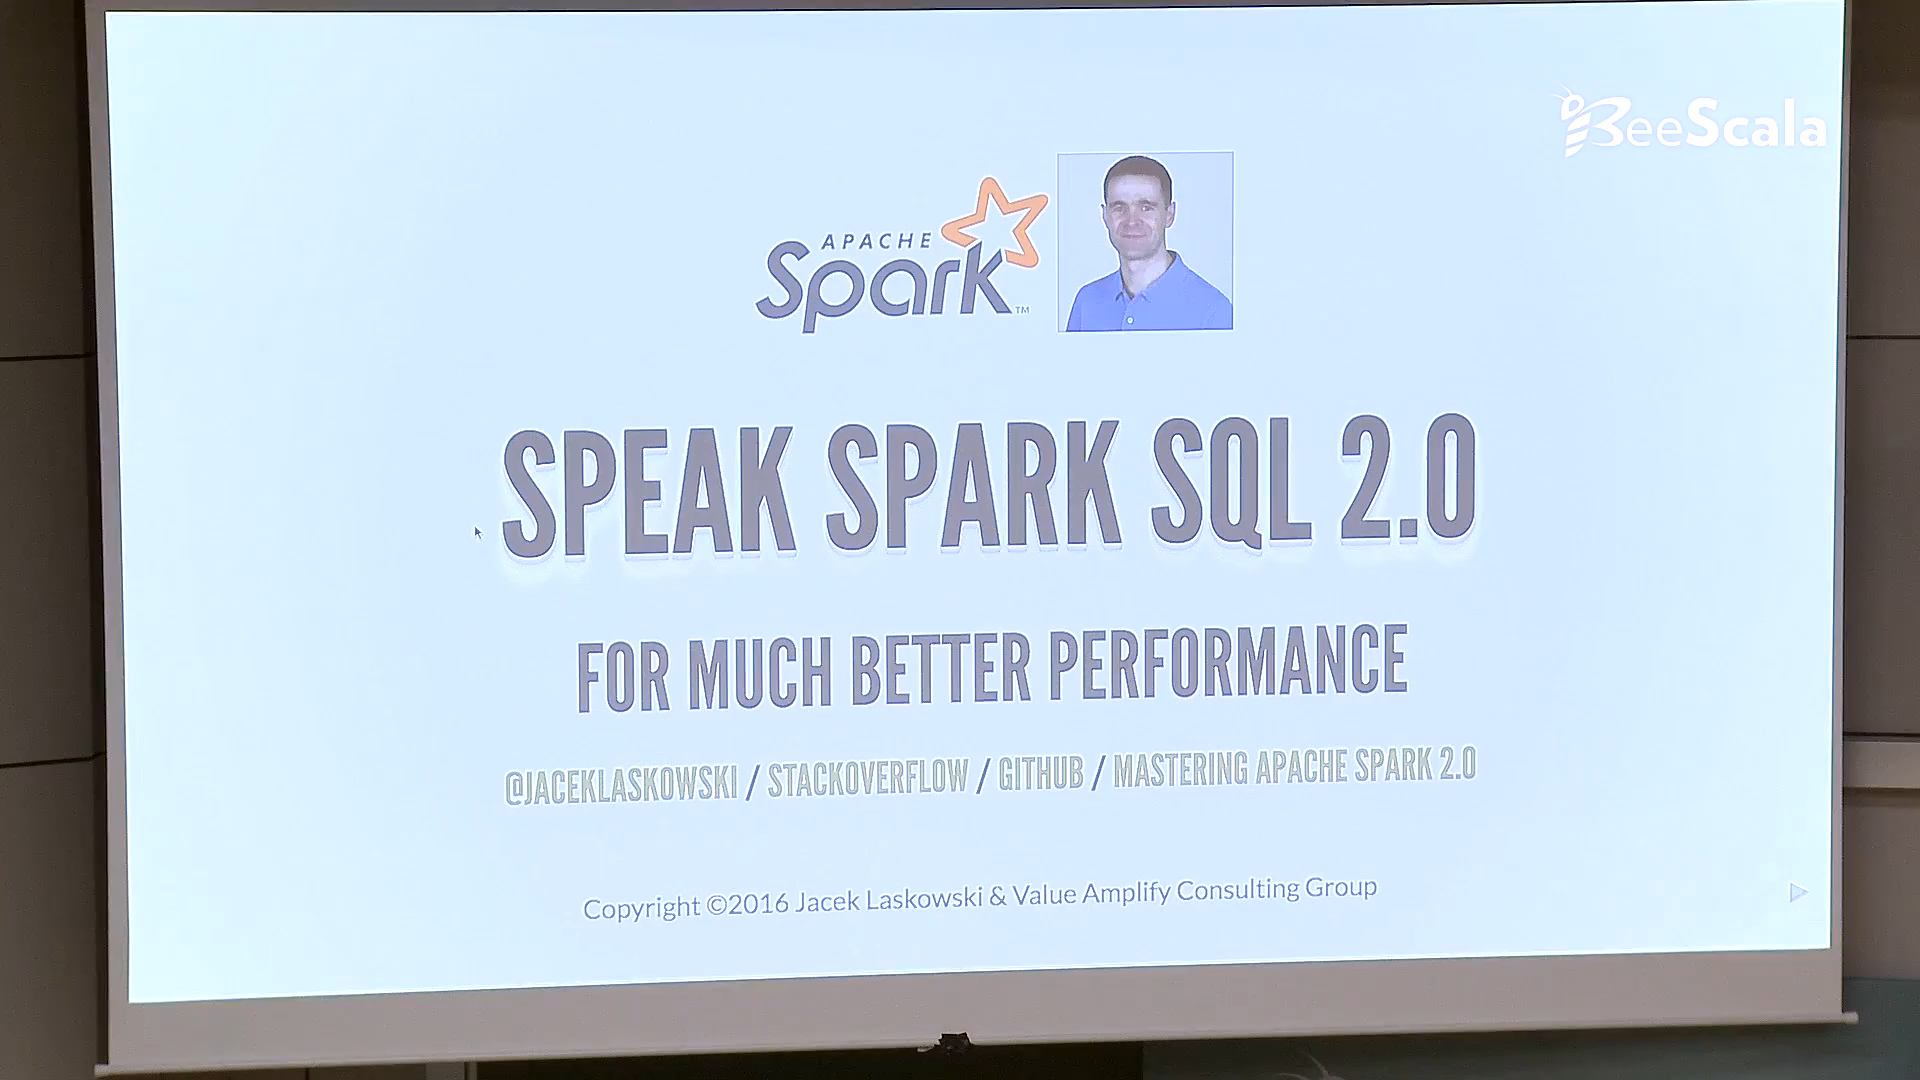 BeeScala
APACHE
Spark™
SPEAK SPARK SQL 2.0
FOR MUCH BETTER PERFORMANCE
@JACEKLASKOWSKI / STACKOVERFLOW / GITHUB / MASTERING APACHE SPARK 2.0
Copyright ©2016 Jacek Laskowski & Value Amplify Consulting Group